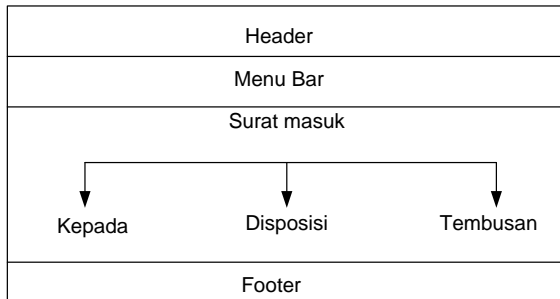 Header
Menu Bar
Surat masuk
Kepada Disposisi Tembusan
Footer